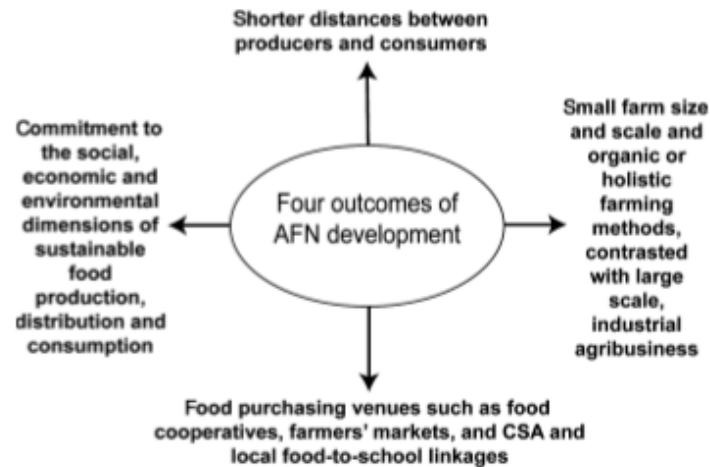 Shorter distances between
producers and consumers
Commitment to
the social,
economic and
environmental
dimensions of
sustainable
food
production,
distribution and
consumption
Four outcomes of
AFN development
Small farm size
and scale and
organic or
holistic
farming
methods,
contrasted
with large
scale,
industrial
agribusiness
Food purchasing venues such as food
cooperatives, farmers' markets, and CSA and
local food-to-school linkages